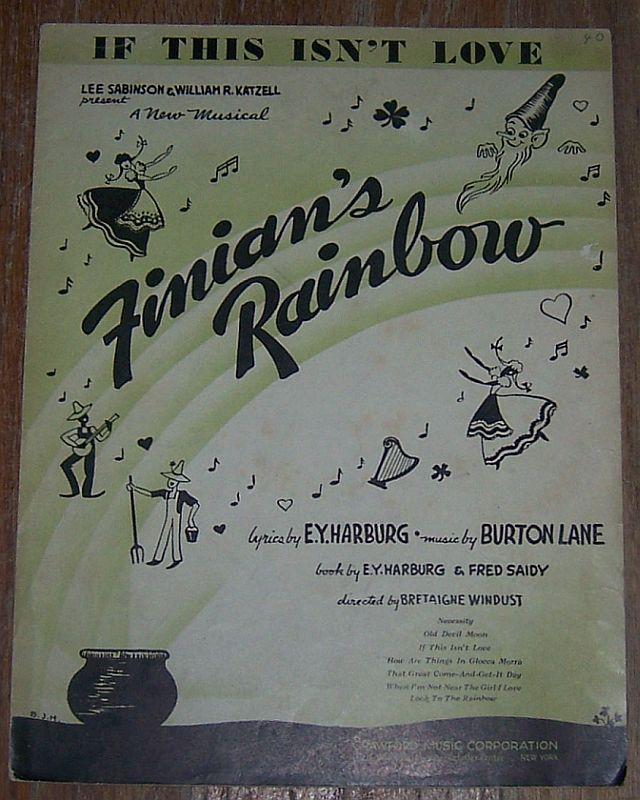 40
IF THIS ISN'T LOVE
LEE SABINSON & WILLIAM R. KATZELL
present
A New Musical
Finian's
Rainbow
lyrics by E.Y. HARBURG • music by BURTON LANE
book by E.Y. HARBURG & FRED SAIDY
directed by BRETAIGNE WINDUST
Necessity
Old Devil Moon
If This Isn't Love
How Are Things In Glocca Morra
That Great Come-And-Get-It Day
When I'm Not Near The Girl I Love
Look To The Rainbow
B.J.H.
CRAWFORD MUSIC CORPORATION
Center NEW YORK